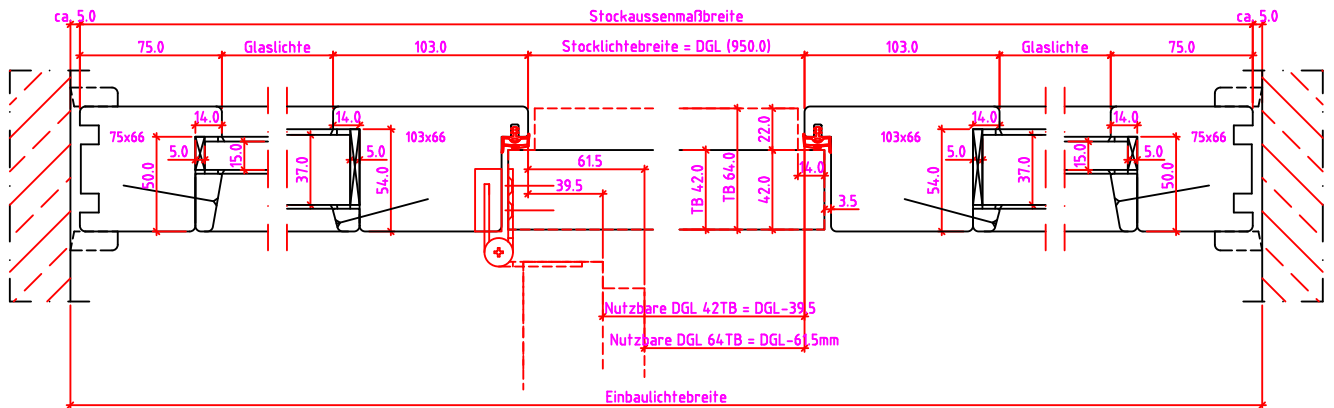 ca. 5.0
Stockaussenmaßbreite
ca. 5.0
75.0
Glaslichte
103.0
Stocklichtebreite = DGL (950.0)
103.0
Glaslichte
75.0
14.0
14.0
22.0
14.0
14.0
75x66
103x66
TB 64.0
103x66
75x66
5.0
50.0
15.0
37.0
5.0
54.0
61.5
39.5
TB 42.0
42.0
14.0
3.5
54.0
5.0
37.0
15.0
5.0
50.0
Nutzbare DGL 42TB = DGL-39.5
Nutzbare DGL 64TB = DGL-61.5mm
Einbaulichtebreite